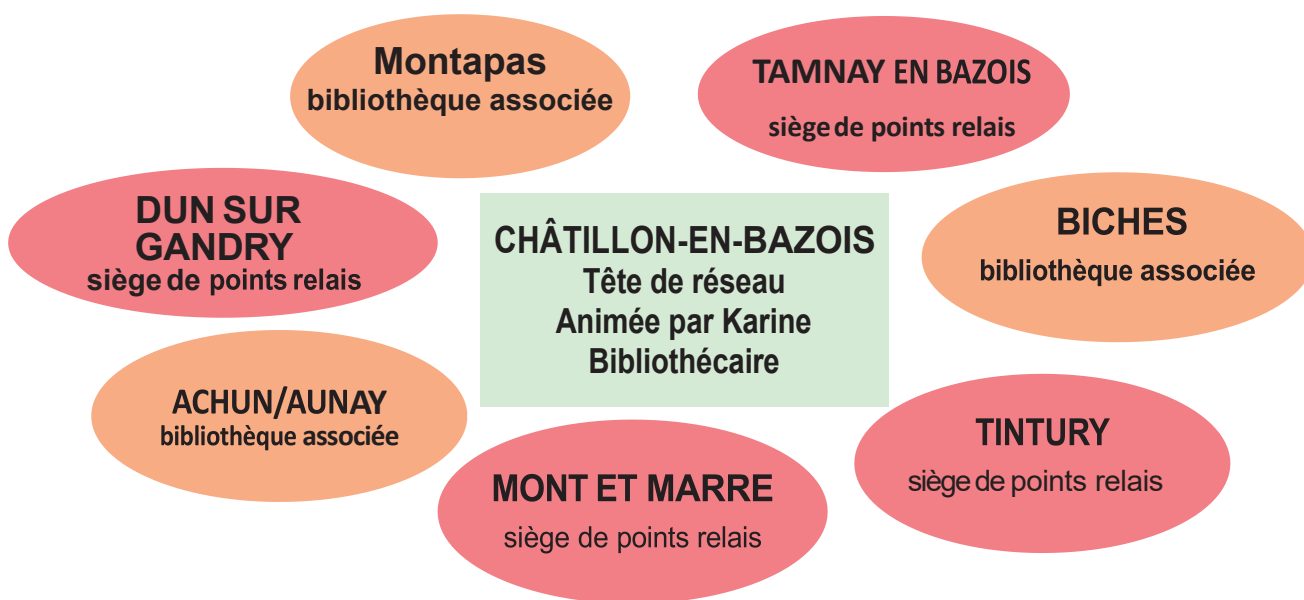 Montapas
bibliothèque associée
TAMNAY EN BAZOIS
siège de points relais
DUN SUR
GANDRY
siège de points relais
CHÂTILLON-EN-BAZOIS
Tête de réseau
Animée par Karine
Bibliothécaire
BICHES
bibliothèque associée
ACHUN/AUNAY
bibliothèque associée
MONT ET MARRE
siège de points relais
TINTURY
siège de points relais